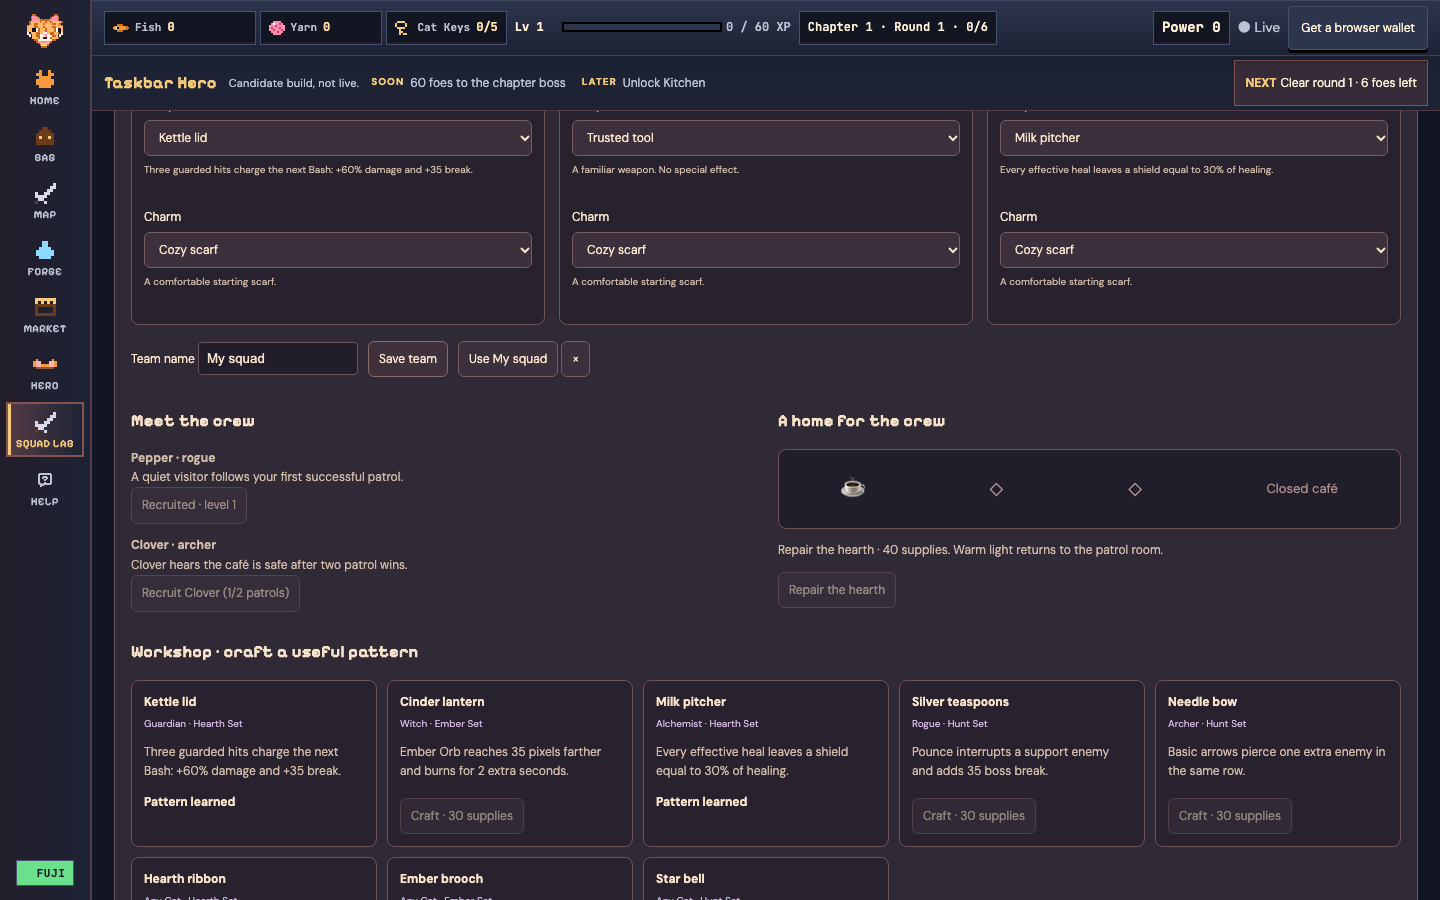 Fish 0
Yarn 0
Cat Keys 0/5
Lv 1
0 / 60 XP
Chapter 1 · Round 1 · 0/6
Power 0
Live
Get a browser wallet
Taskbar Hero
Candidate build, not live.
SOON 60 foes to the chapter boss
LATER Unlock Kitchen
NEXT Clear round 1 · 6 foes left
HOME
BAG
MAP
FORGE
MARKET
HERO
SQUAD LAB
HELP
FUJI
Kettle lid
Three guarded hits charge the next Bash: +60% damage and +35 break.
Charm
Cozy scarf
A comfortable starting scarf.
Trusted tool
A familiar weapon. No special effect.
Charm
Cozy scarf
A comfortable starting scarf.
Milk pitcher
Every effective heal leaves a shield equal to 30% of healing.
Charm
Cozy scarf
A comfortable starting scarf.
Team name
My squad
Save team
Use My squad
×
Meet the crew
Pepper · rogue
A quiet visitor follows your first successful patrol.
Recruited · level 1
Clover · archer
Clover hears the café is safe after two patrol wins.
Recruit Clover (1/2 patrols)
A home for the crew
Closed café
Repair the hearth · 40 supplies. Warm light returns to the patrol room.
Repair the hearth
Workshop · craft a useful pattern
Kettle lid
Guardian · Hearth Set
Three guarded hits charge the next
Bash: +60% damage and +35 break.
Pattern learned
Cinder lantern
Witch · Ember Set
Ember Orb reaches 35 pixels farther
and burns for 2 extra seconds.
Craft · 30 supplies
Milk pitcher
Alchemist · Hearth Set
Every effective heal leaves a shield
equal to 30% of healing.
Pattern learned
Silver teaspoons
Rogue · Hunt Set
Pounce interrupts a support enemy
and adds 35 boss break.
Craft · 30 supplies
Needle bow
Archer · Hunt Set
Basic arrows pierce one extra enemy in
the same row.
Craft · 30 supplies
Hearth ribbon
Any Cat · Hearth Set
Ember brooch
Any Cat · Ember Set
Star bell
Any Cat · Hunt Set